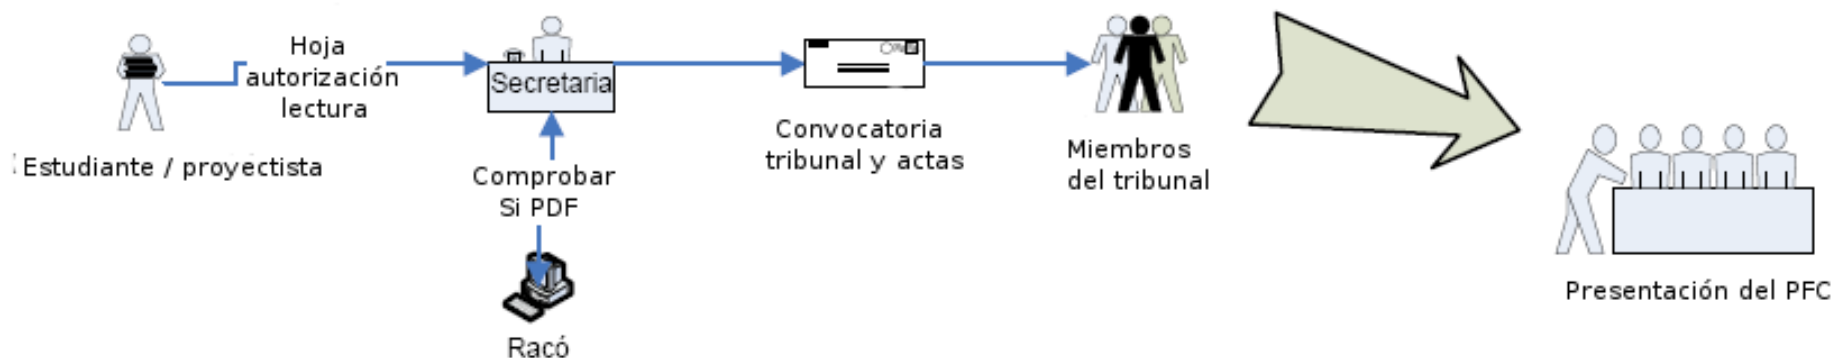 Hoja
autorización
lectura
Secretaria
Estudiante / proyectista
Comprobar
Si PDF
Racó
Convocatoria
tribunal y actas
Miembros
del tribunal
Presentación del PFC